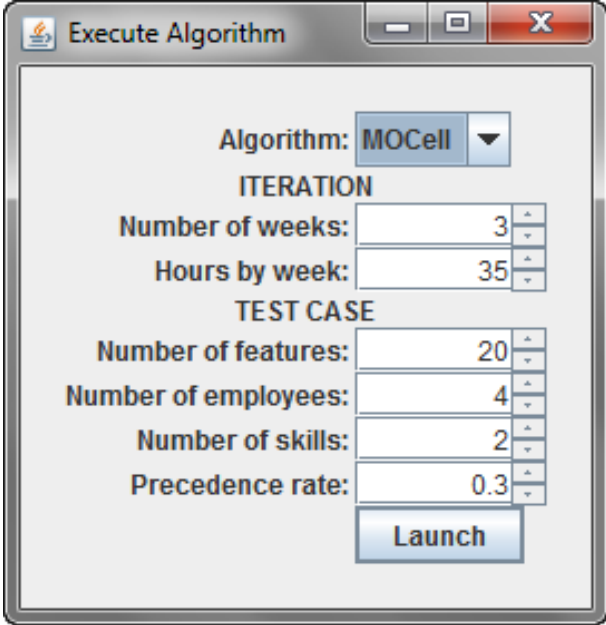 Execute Algorithm
Algorithm: MOCell
ITERATION
Number of weeks: 3
Hours by week: 35
TEST CASE
Number of features: 20
Number of employees: 4
Number of skills: 2
Precedence rate: 0.3
Launch